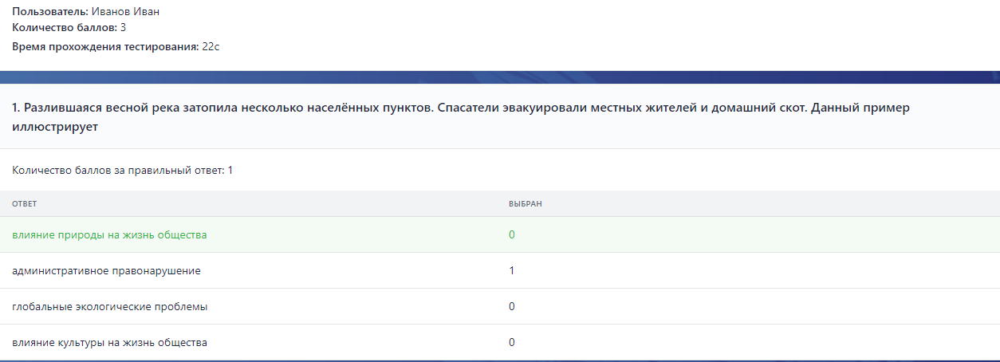 Пользователь: Иванов Иван
Количество баллов: 3
Время прохождения тестирования: 22с
1. Разлившаяся весной река затопила несколько населённых пунктов. Спасатели эвакуировали местных жителей и домашний скот. Данный пример
иллюстрирует
Количество баллов за правильный ответ: 1
ОТВЕТ ВЫБРАН
влияние природы на жизнь общества 0
административное правонарушение 1
глобальные экологические проблемы 0
влияние культуры на жизнь общества 0